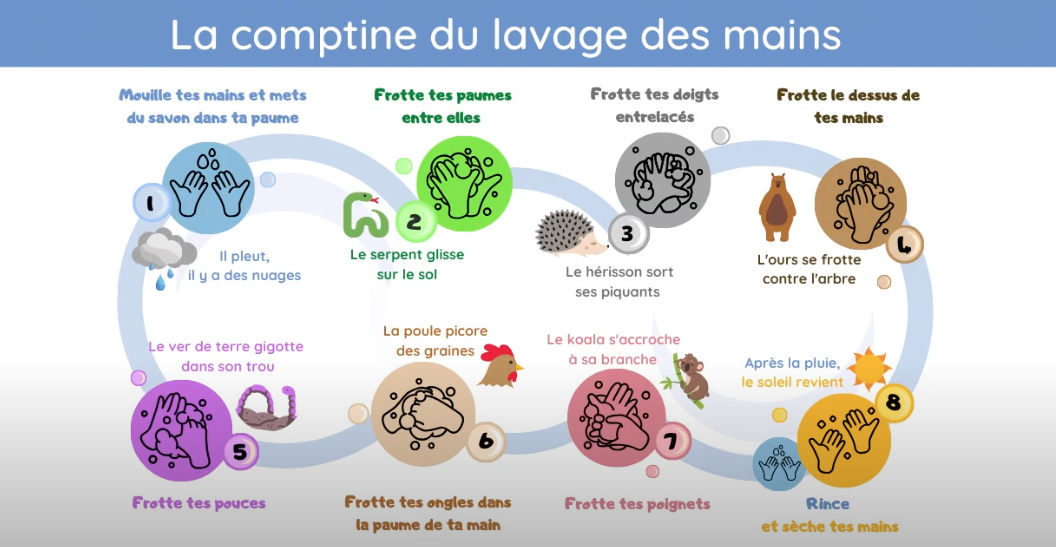 La comptine du lavage des mains
Mouille tes mains et mets
du savon dans ta paume
1
Il pleut,
il y a des nuages
Frotte tes paumes
entre elles
2
Le serpent glisse
sur le sol
Frotte tes doigts
entrelacés
3
Le hérisson sort
ses piquants
Frotte le dessus de
tes mains
4
L'ours se frotte
contre l'arbre
Le ver de terre gigotte
dans son trou
5
Frotte tes pouces
La poule picore
des graines
6
Frotte tes ongles dans
la paume de ta main
Le koala s'accroche
à sa branche
7
Frotte tes poignets
Après la pluie,
le soleil revient
8
Rince
et sèche tes mains